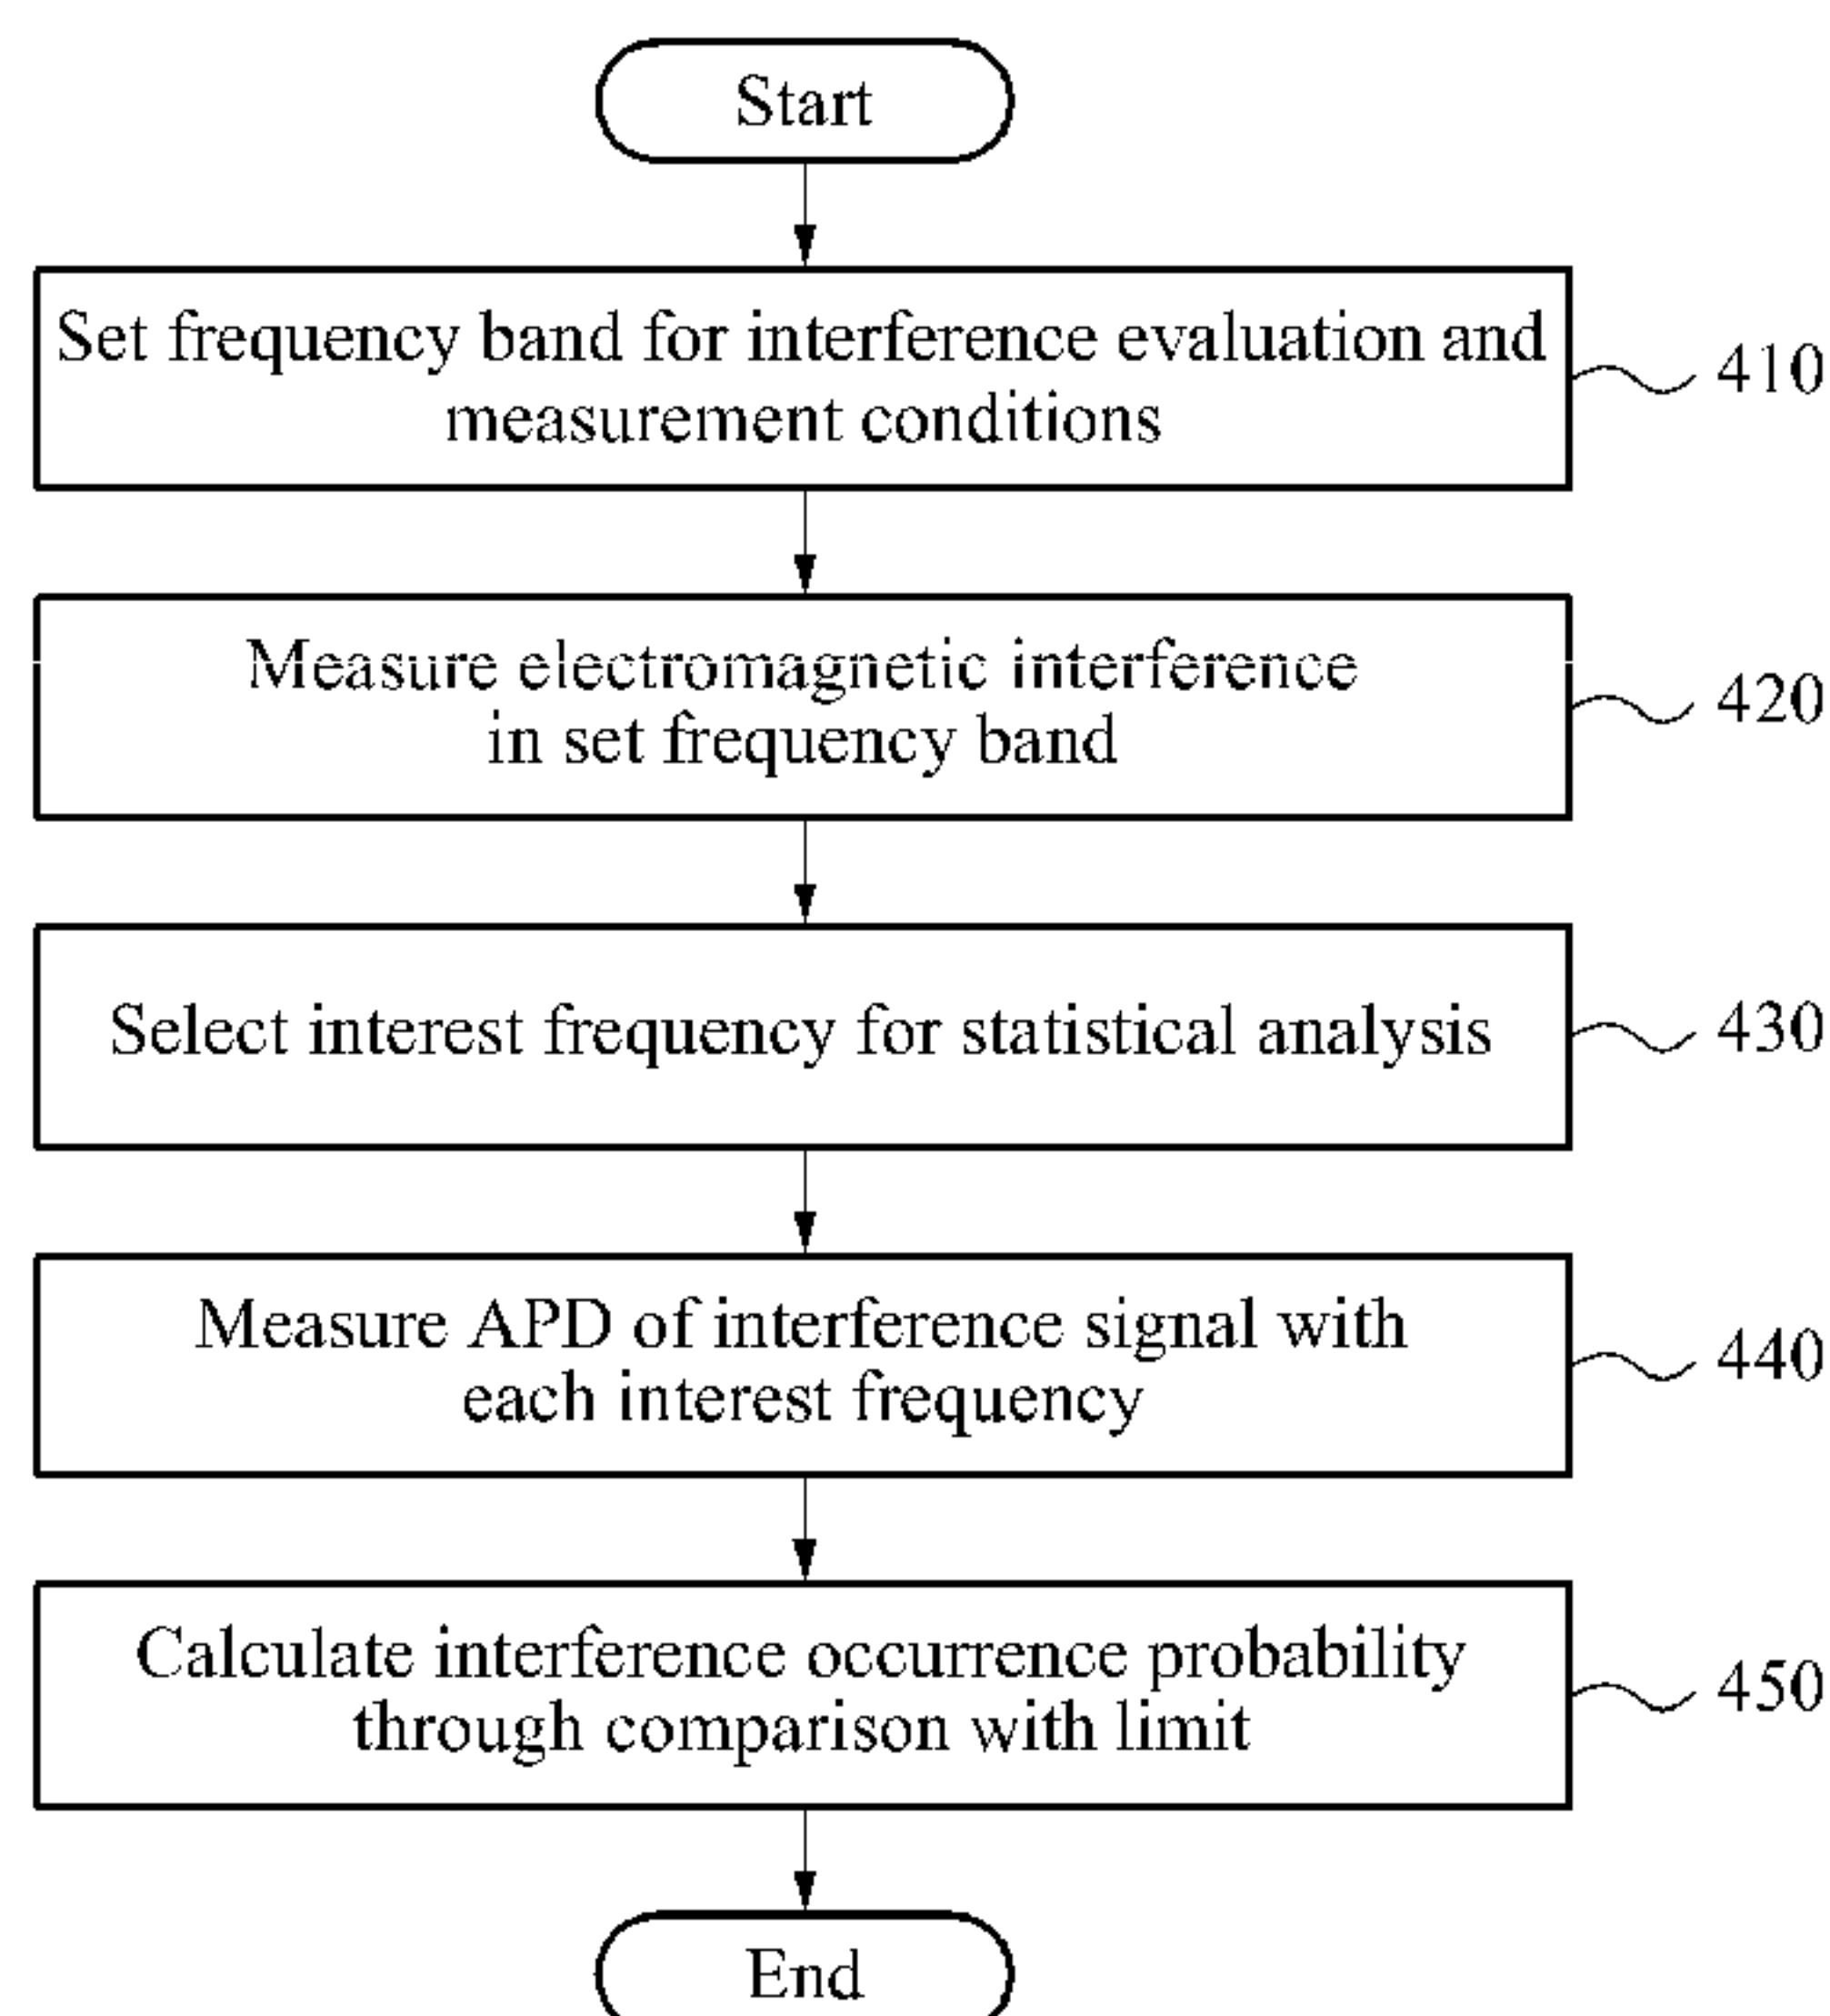 Start
Set frequency band for interference evaluation and
measurement conditions
410
Measure electromagnetic interference
in set frequency band
420
Select interest frequency for statistical analysis
430
Measure APD of interference signal with
each interest frequency
440
Calculate interference occurrence probability
through comparison with limit
450
End